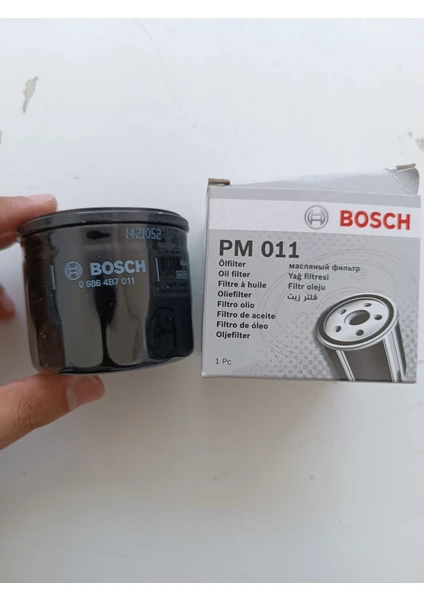 1421052
BOSCH
0 986 4B7 011
BOSCH
PM 011
Ölfilter
Oil filter
Filtre à huile
Oliefilter
Filtro olio
Filtro de aceite
Filtro de óleo
Oljefilter
масляный фильтр
Yağ filtresi
Filtr oleju
فلتر زيت
1 Pc